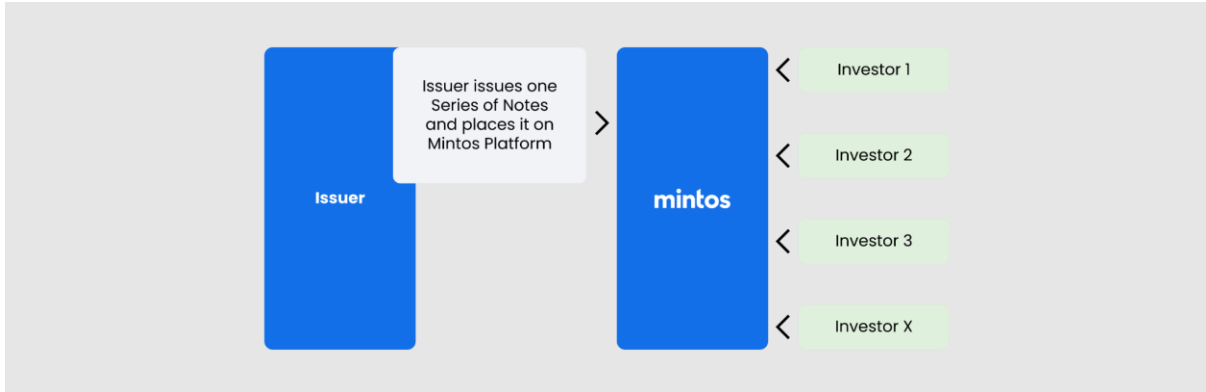 Issuer issues one
Series of Notes
and places it on
Mintos Platform
Issuer
mintos
Investor 1
Investor 2
Investor 3
Investor X